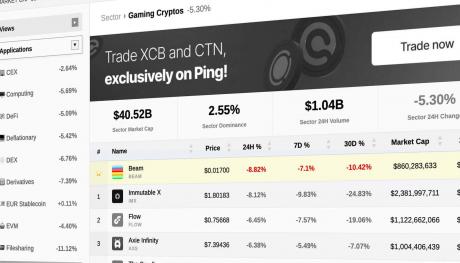 Sector › Gaming Cryptos -5.30%
Views
Applications
CEX -2.64%
Computing -5.69%
DeFi -5.09%
Deflationary -5.42%
DEX -6.76%
Derivatives -7.39%
EUR Stablecoin +0.11%
EVM -4.40%
Filesharing -11.12%
Trade XCB and CTN,
exclusively on Ping!
Trade now
$40.52B 2.55% $1.04B -5.30%
Sector Market Cap Sector Dominance Sector 24H Volume Sector 24H Change
# Name Price 24H % 7D % 30D % Market Cap
Beam $0.01700 -8.82% -7.1% -10.42% $860,283,633
BEAM
1 Immutable X $1.80183 -8.12% -9.83% -24.83% $2,381,997,711
IMX
2 Flow $0.75668 -6.45% -7.57% -19.06% $1,122,662,066
FLOW
3 Axie Infinity $7.39436 -6.38% -5.49% -7.07% $1,004,406,439
AXS